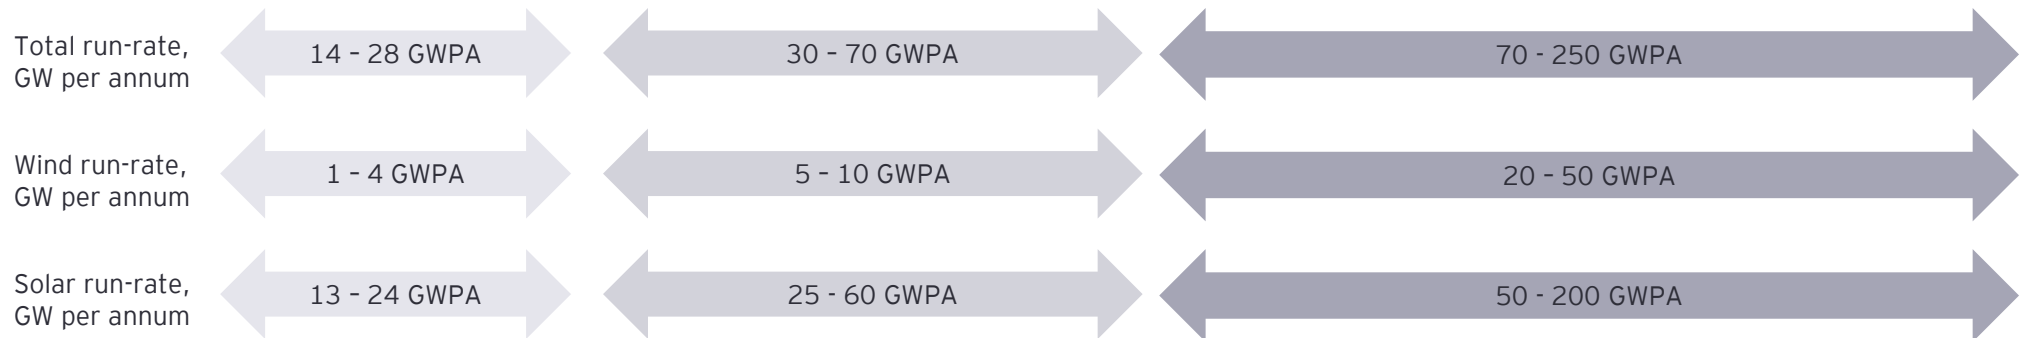 Total run-rate,
GW per annum
14 – 28 GWPA
30 – 70 GWPA
70 - 250 GWPA
Wind run-rate,
GW per annum
1 – 4 GWPA
5 – 10 GWPA
20 – 50 GWPA
Solar run-rate,
GW per annum
13 – 24 GWPA
25 - 60 GWPA
50 - 200 GWPA